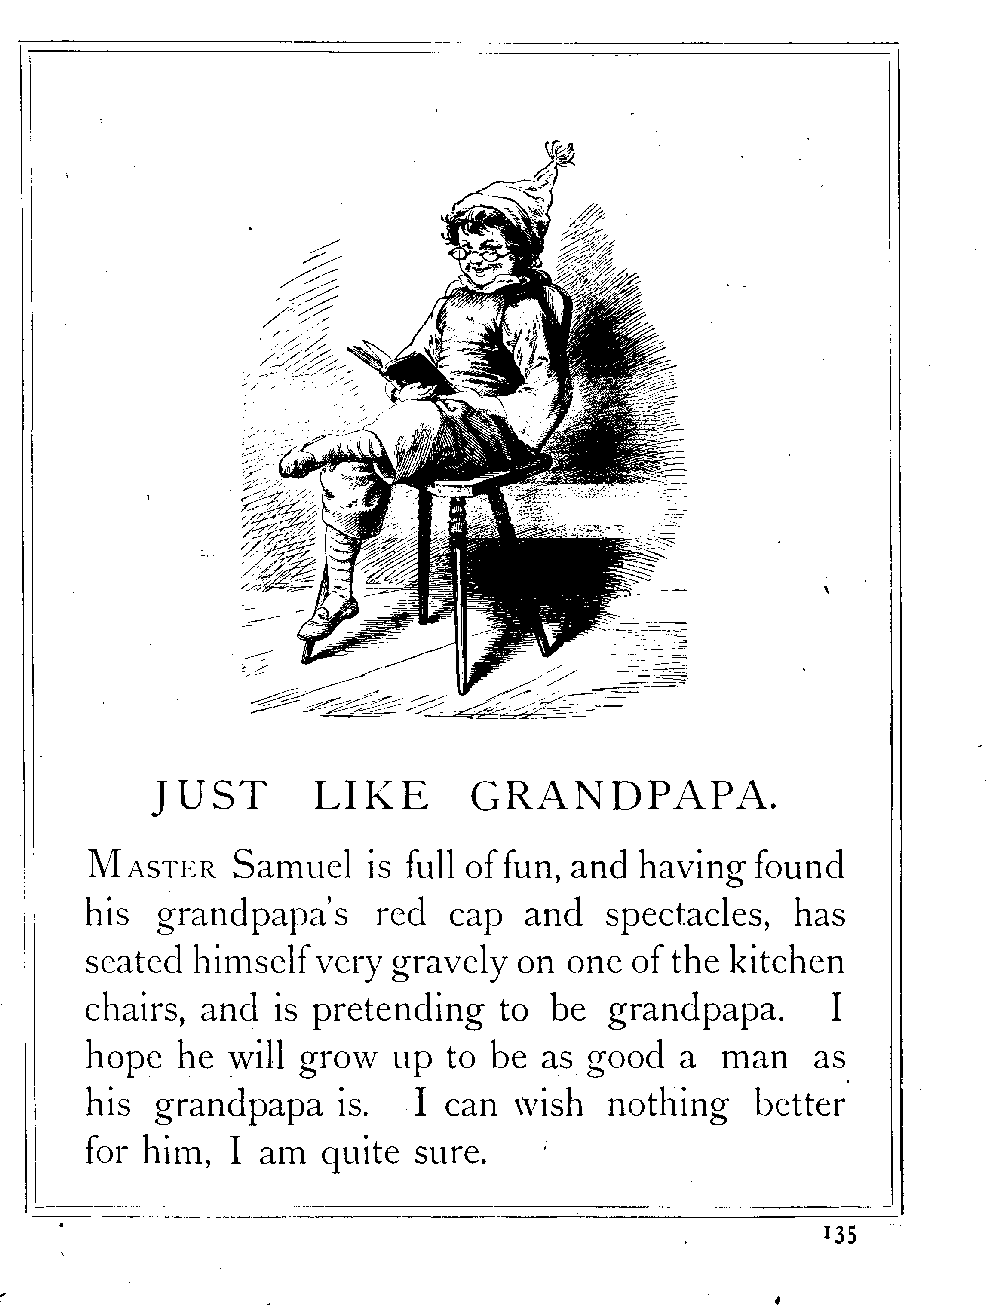 JUST LIKE GRANDPAPA.
MASTER Samuel is full of fun, and having found
his grandpapa's red cap and spectacles, has
seated himself very gravely on one of the kitchen
chairs, and is pretending to be grandpapa. I
hope he will grow up to be as good a man as
his grandpapa is. I can wish nothing better
for him, I am quite sure.
135